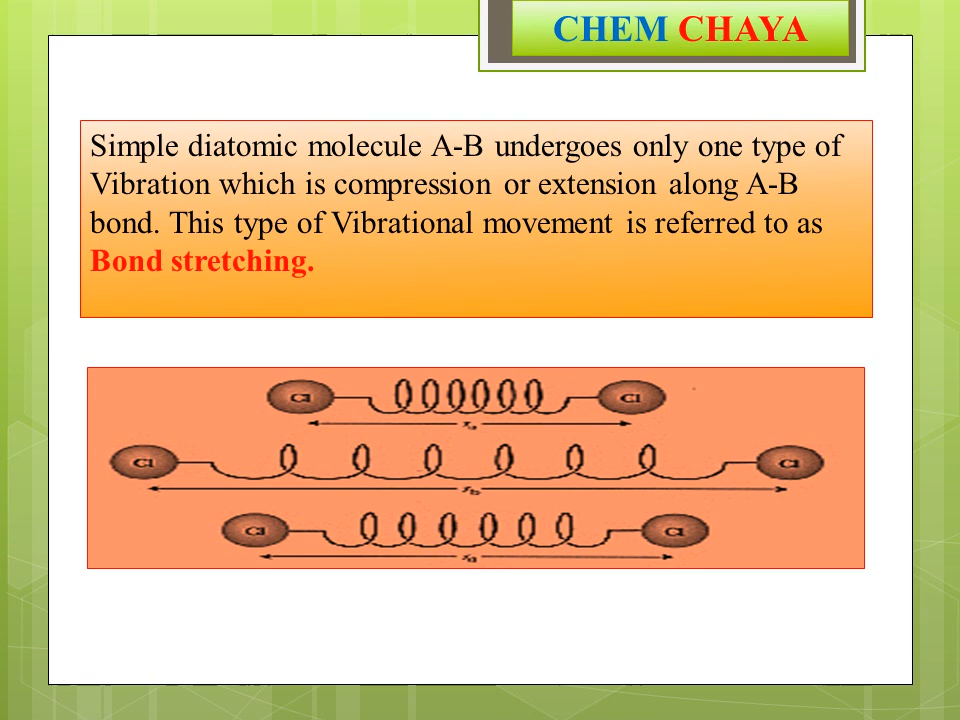 CHEM CHAYA
Simple diatomic molecule A-B undergoes only one type of
Vibration which is compression or extension along A-B
bond. This type of Vibrational movement is referred to as
Bond stretching.
Cl Cl
Cl Cl
Cl Cl